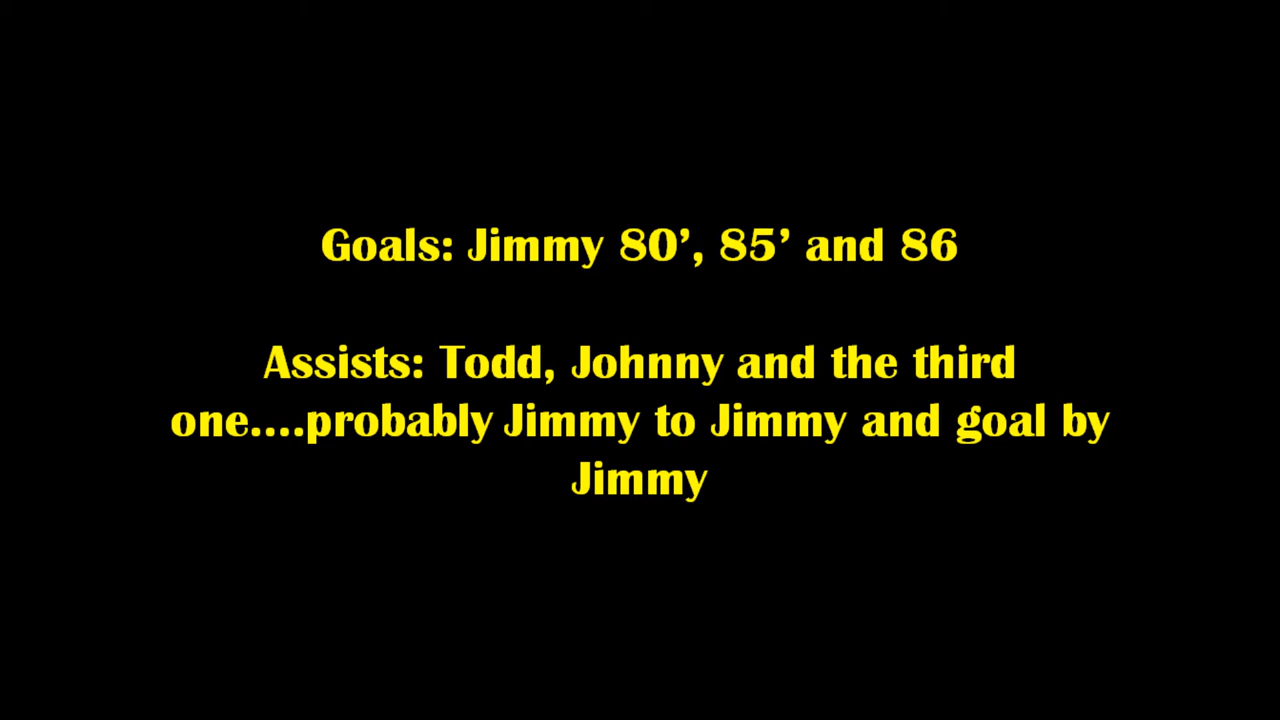 Goals: Jimmy 80’, 85’ and 86
Assists: Todd, Johnny and the third
one....probably Jimmy to Jimmy and goal by
Jimmy